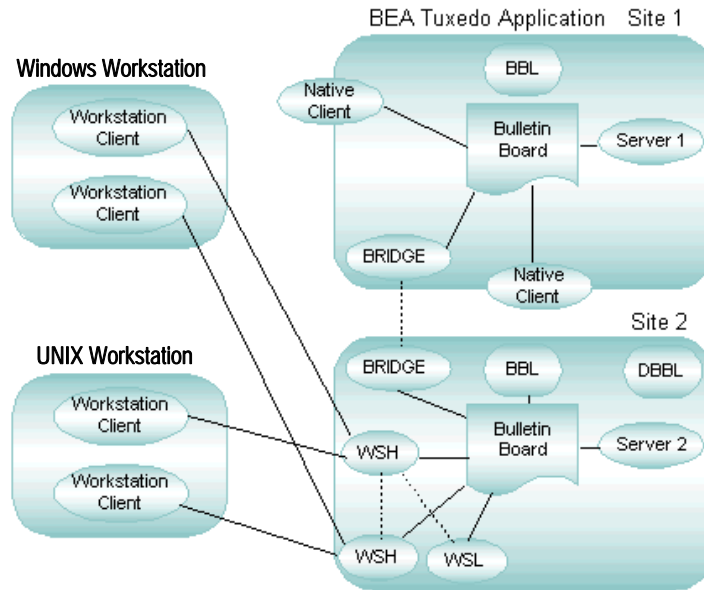 BEA Tuxedo Application Site 1
Windows Workstation
Workstation
Client
Workstation
Client
BBL
Native
Client
Bulletin
Board
Server 1
BRIDGE
Native
Client
Site 2
UNIX Workstation
Workstation
Client
Workstation
Client
BRIDGE
BBL
DBBL
Bulletin
Board
Server 2
WSH
WSH
WSL